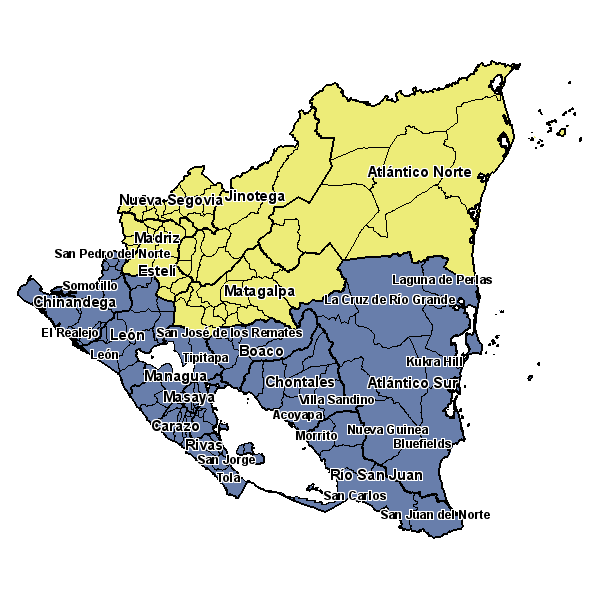 Atlántico Norte
Jinotega
Nueva Segovia
Madriz
San Pedro del Norte
Estelí
Laguna de Perlas
Somotillo
Matagalpa
Chinandega
La Cruz de Río Grande
El Realejo
León
San José de los Remates
León
Tipitapa
Boaco
Kukra Hill
Managua
Chontales
Atlántico Sur
Masaya
Villa Sandino
Acoyapa
Carazo
Nueva Guinea
Morrito
Rivas
Bluefields
San Jorge
Tola
Río San Juan
San Carlos
San Juan del Norte